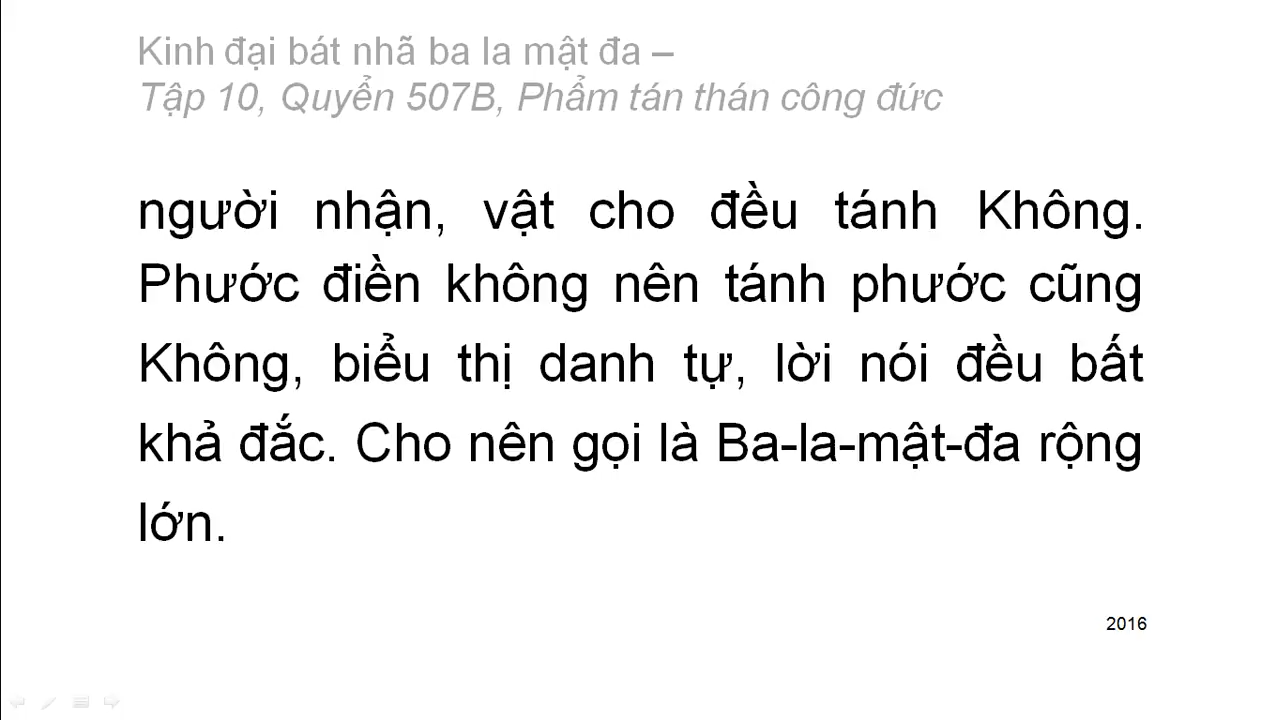 Kinh đại bát nhã ba la mật đa –
Tập 10, Quyển 507B, Phẩm tán thán công đức
người nhận, vật cho đều tánh Không.
Phước điền không nên tánh phước cũng
Không, biểu thị danh tự, lời nói đều bất
khả đắc. Cho nên gọi là Ba-la-mật-đa rộng
lớn.
2016